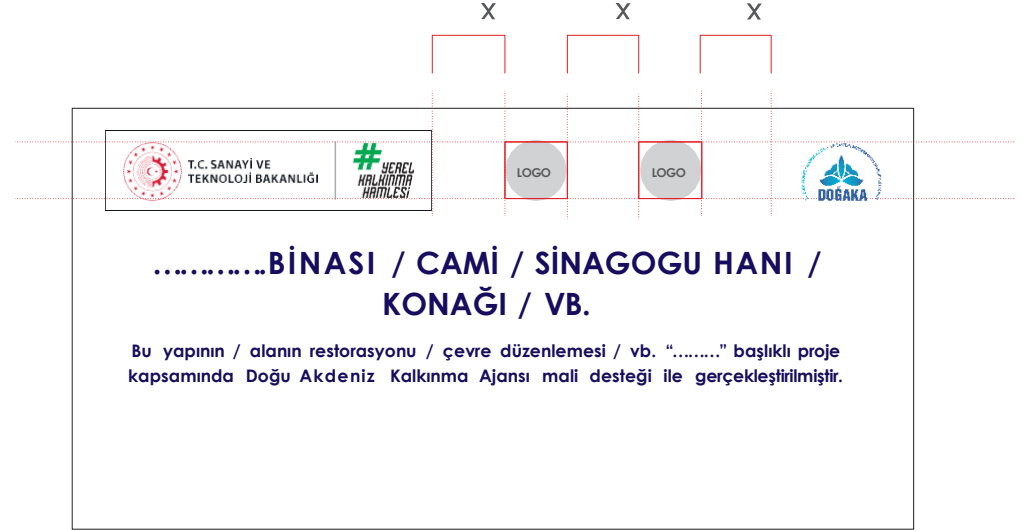 X X X
T.C. SANAYİ VE
TEKNOLOJİ BAKANLIĞI
#YEREL
KALKINMA
HAMLESİ
LOGO
LOGO
DOĞAKA
………….BİNASI / CAMİ / SİNAGOGU HANI /
KONAĞI / VB.
Bu yapının / alanın restorasyonu / çevre düzenlemesi / vb. “………” başlıklı proje
kapsamında Doğu Akdeniz Kalkınma Ajansı mali desteği ile gerçekleştirilmiştir.